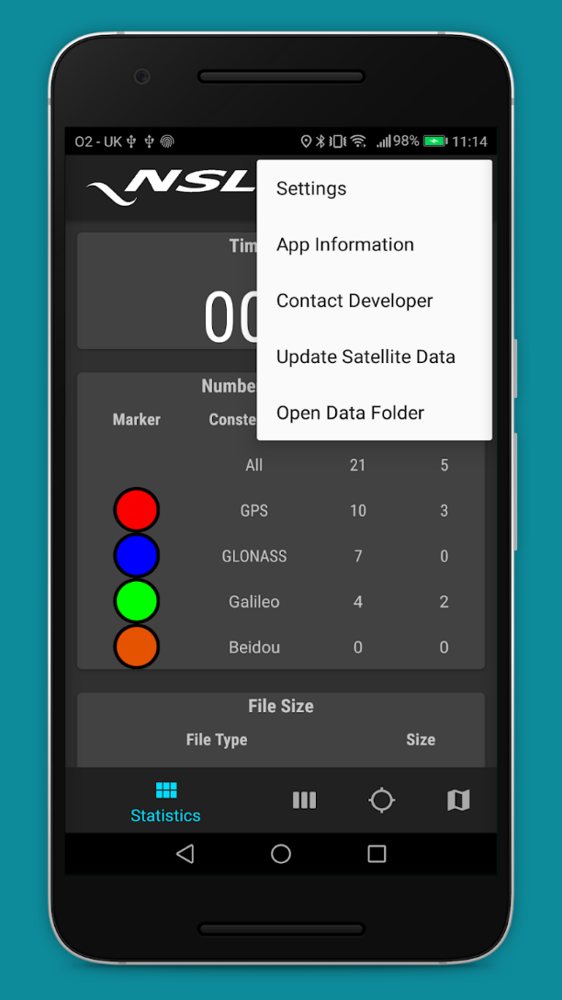 O2 - UK 98% 11:14
NSL
Settings
App Information
Contact Developer
Update Satellite Data
Open Data Folder
Tim
00
Numbe
Marker Conste
All 21 5
GPS 10 3
GLONASS 7 0
Galileo 4 2
Beidou 0 0
File Size
File Type Size
Statistics